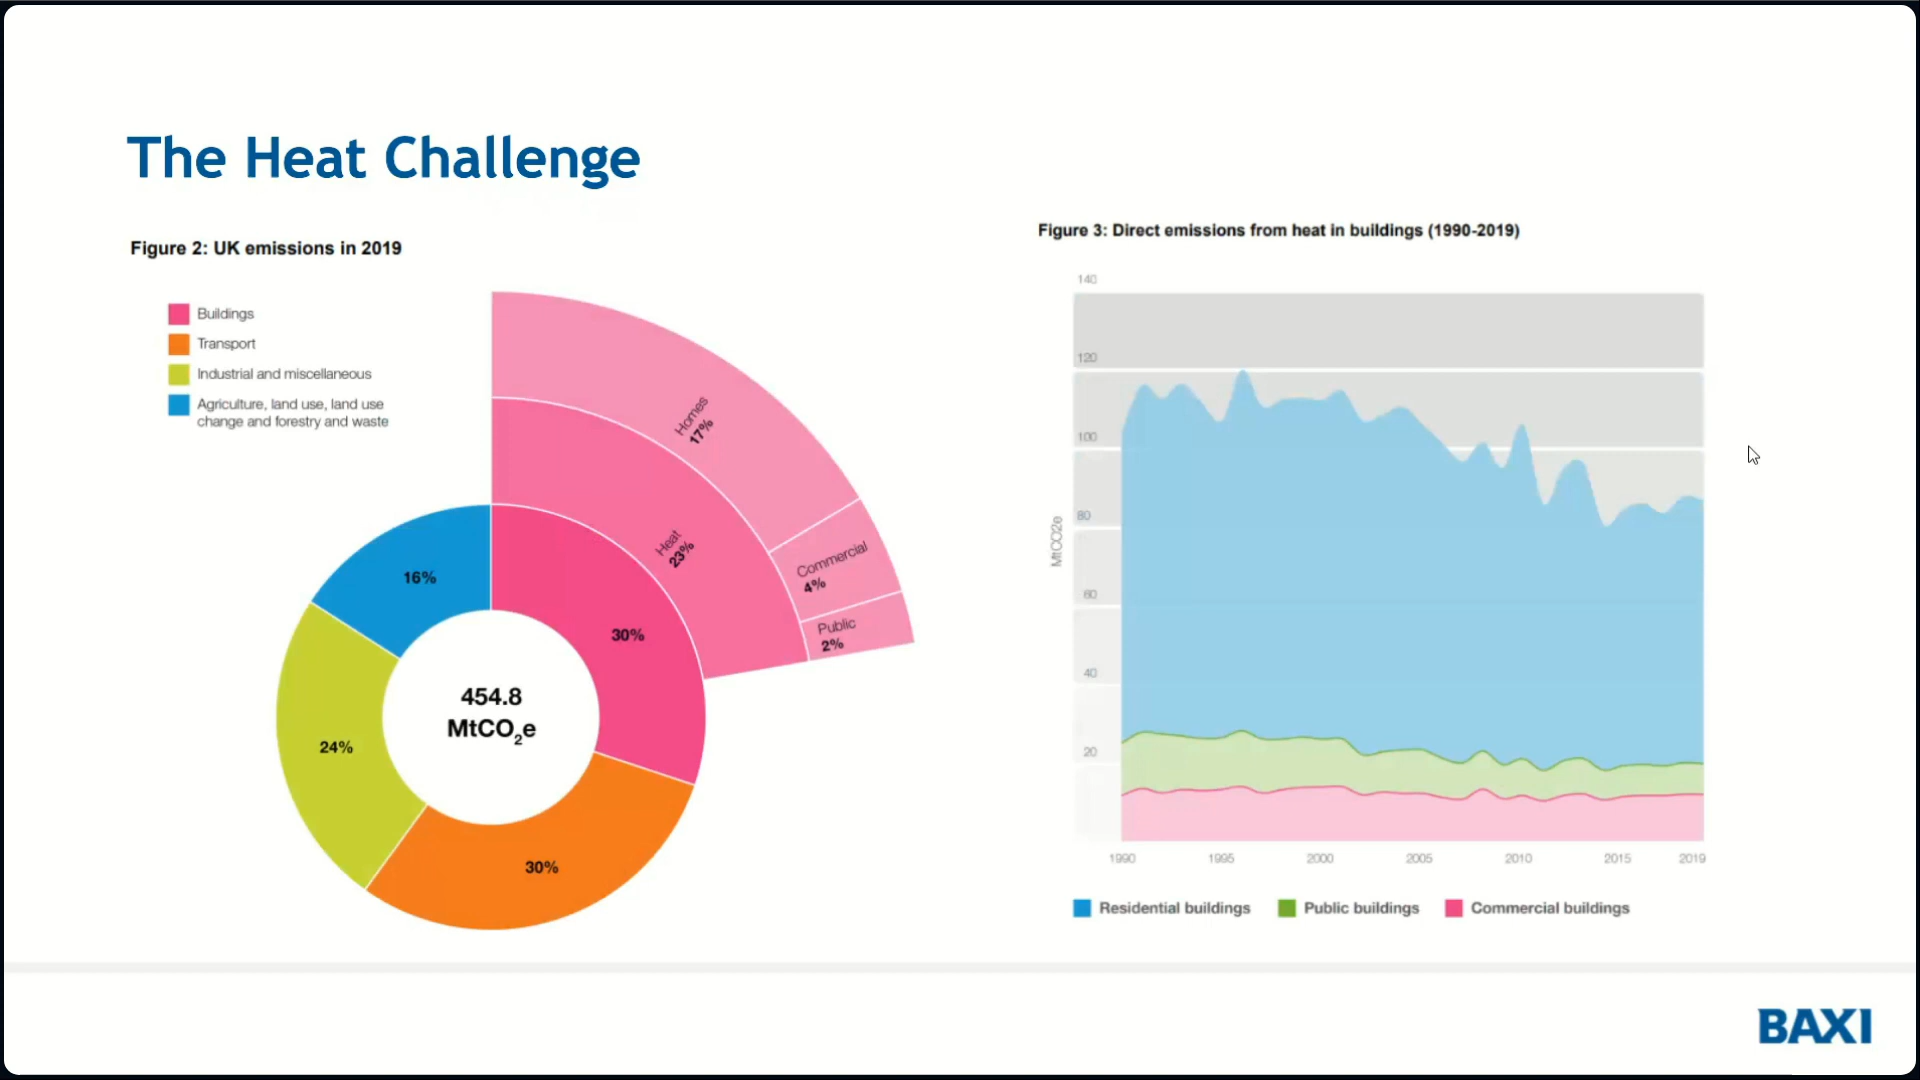 The Heat Challenge
Figure 2: UK emissions in 2019
Buildings
Transport
Industrial and miscellaneous
Agriculture, land use, land use
change and forestry and waste
Homes
17%
Heat
23%
Commercial
4%
Public
2%
16%
30%
24%
30%
454.8
MtCO2e
Figure 3: Direct emissions from heat in buildings (1990-2019)
140
120
100
80
60
40
20
MtCO2e
1990 1995 2000 2005 2010 2015 2019
Residential buildings Public buildings Commercial buildings
BAXI